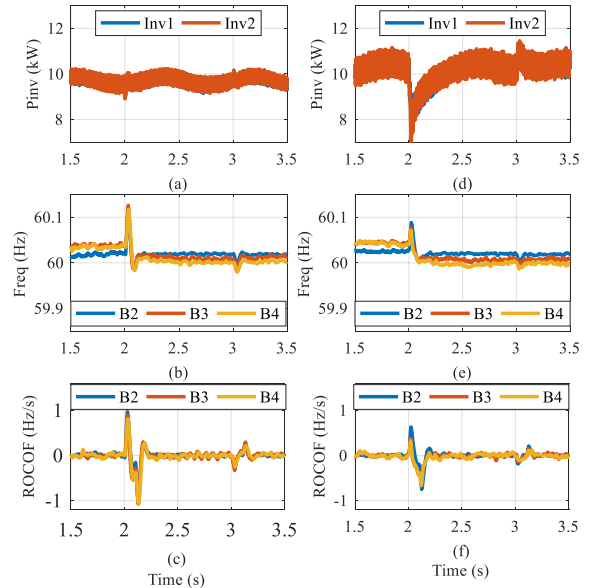 Inv1 Inv2
Pinv (kW)
12
10
8
1.5 2 2.5 3 3.5
(a)
Inv1 Inv2
Pinv (kW)
12
10
8
1.5 2 2.5 3 3.5
(d)
Freq (Hz)
60.1
60
59.9
B2 B3 B4
1.5 2 2.5 3 3.5
(b)
Freq (Hz)
60.1
60
59.9
B2 B3 B4
1.5 2 2.5 3 3.5
(e)
B2 B3 B4
ROCOF (Hz/s)
1
0
-1
1.5 2 2.5 3 3.5
(c)
Time (s)
B2 B3 B4
ROCOF (Hz/s)
1
0
-1
1.5 2 2.5 3 3.5
(f)
Time (s)